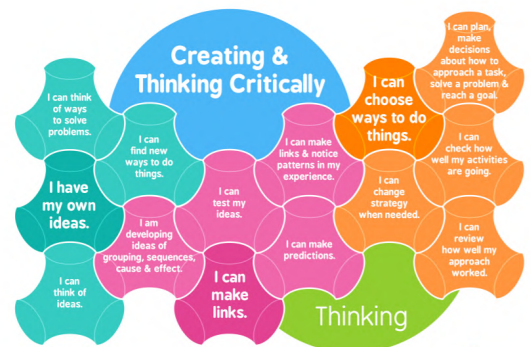 Creating &
Thinking Critically
I can think
of ways
to solve
problems.
I can
find new
ways to do
things.
I have
my own
ideas.
I can
think of
ideas.
I am
developing
ideas of
grouping, sequences,
cause & effect.
I can
test my
ideas.
I can make
links & notice
patterns in my
experience.
I can make
predictions.
I can
make
links.
I can
choose
ways to do
things.
I can plan,
make
decisions
about how to
approach a task,
solve a problem &
reach a goal.
I can
check how
well my activities
are going.
I can
change
strategy
when needed.
I can
review
how well my
approach
worked.
Thinking